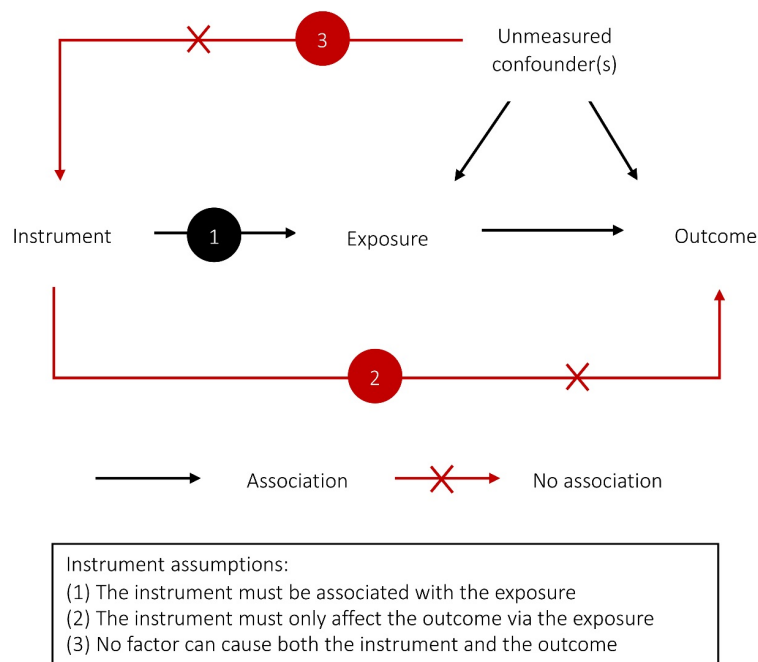 3
Unmeasured
confounder(s)
Instrument
1
Exposure
Outcome
2
Association
No association
Instrument assumptions:
(1) The instrument must be associated with the exposure
(2) The instrument must only affect the outcome via the exposure
(3) No factor can cause both the instrument and the outcome